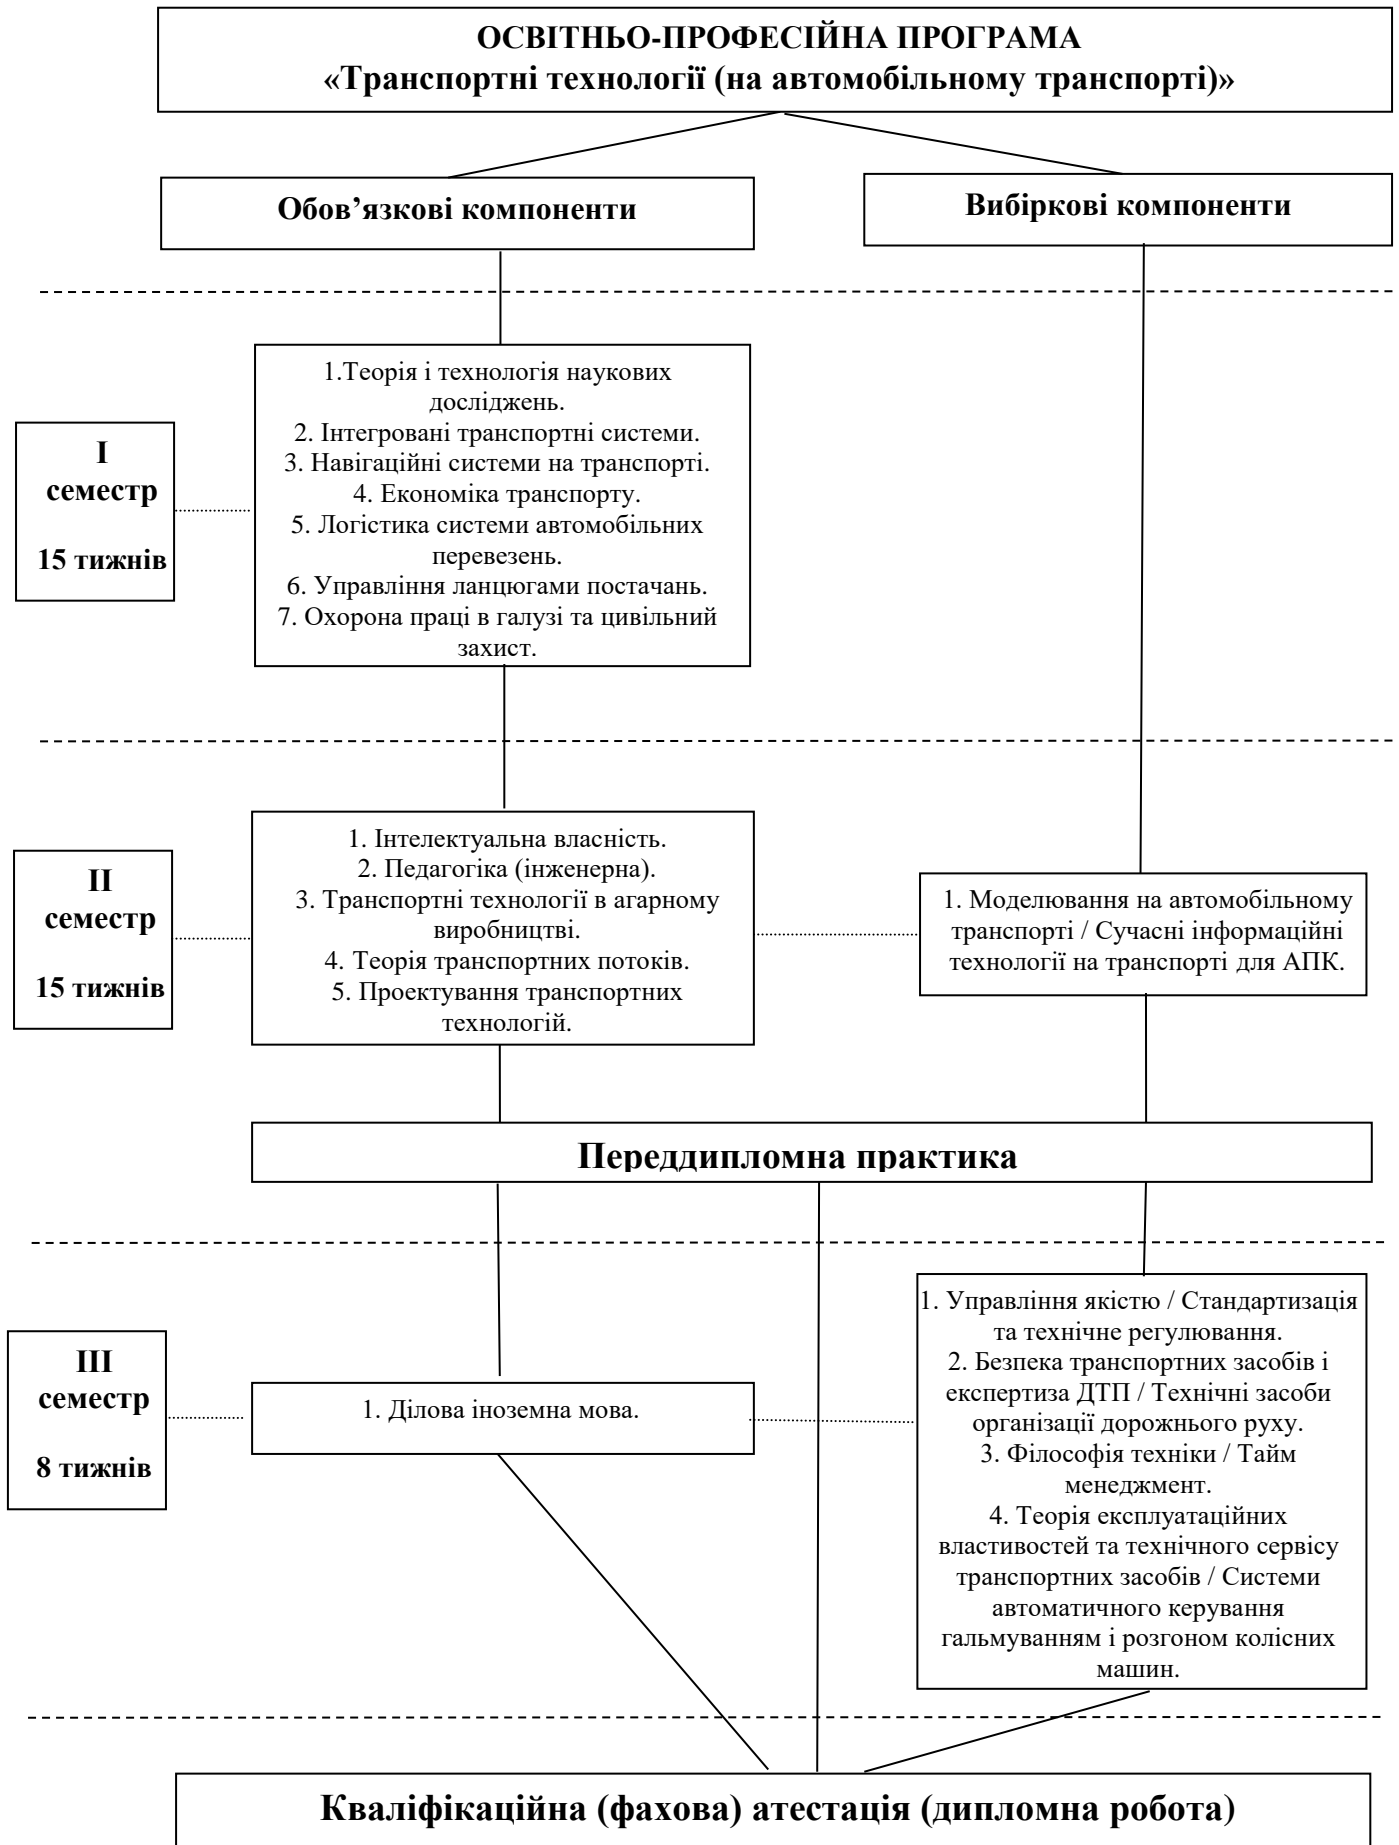 ОСВІТНЬО-ПРОФЕСІЙНА ПРОГРАМА
«Транспортні технології (на автомобільному транспорті)»
Обов’язкові компоненти
Вибіркові компоненти
І
семестр
15 тижнів
1.Теорія і технологія наукових
досліджень.
2. Інтегровані транспортні системи.
3. Навігаційні системи на транспорті.
4. Економіка транспорту.
5. Логістика системи автомобільних
перевезень.
6. Управління ланцюгами постачань.
7. Охорона праці в галузі та цивільний
захист.
ІІ
семестр
15 тижнів
1. Інтелектуальна власність.
2. Педагогіка (інженерна).
3. Транспортні технології в агарному
виробництві.
4. Теорія транспортних потоків.
5. Проектування транспортних
технологій.
1. Моделювання на автомобільному
транспорті / Сучасні інформаційні
технології на транспорті для АПК.
Переддипломна практика
ІІІ
семестр
8 тижнів
1. Ділова іноземна мова.
1. Управління якістю / Стандартизація
та технічне регулювання.
2. Безпека транспортних засобів і
експертиза ДТП / Технічні засоби
організації дорожнього руху.
3. Філософія техніки / Тайм
менеджмент.
4. Теорія експлуатаційних
властивостей та технічного сервісу
транспортних засобів / Системи
автоматичного керування
гальмуванням і розгоном колісних
машин.
Кваліфікаційна (фахова) атестація (дипломна робота)